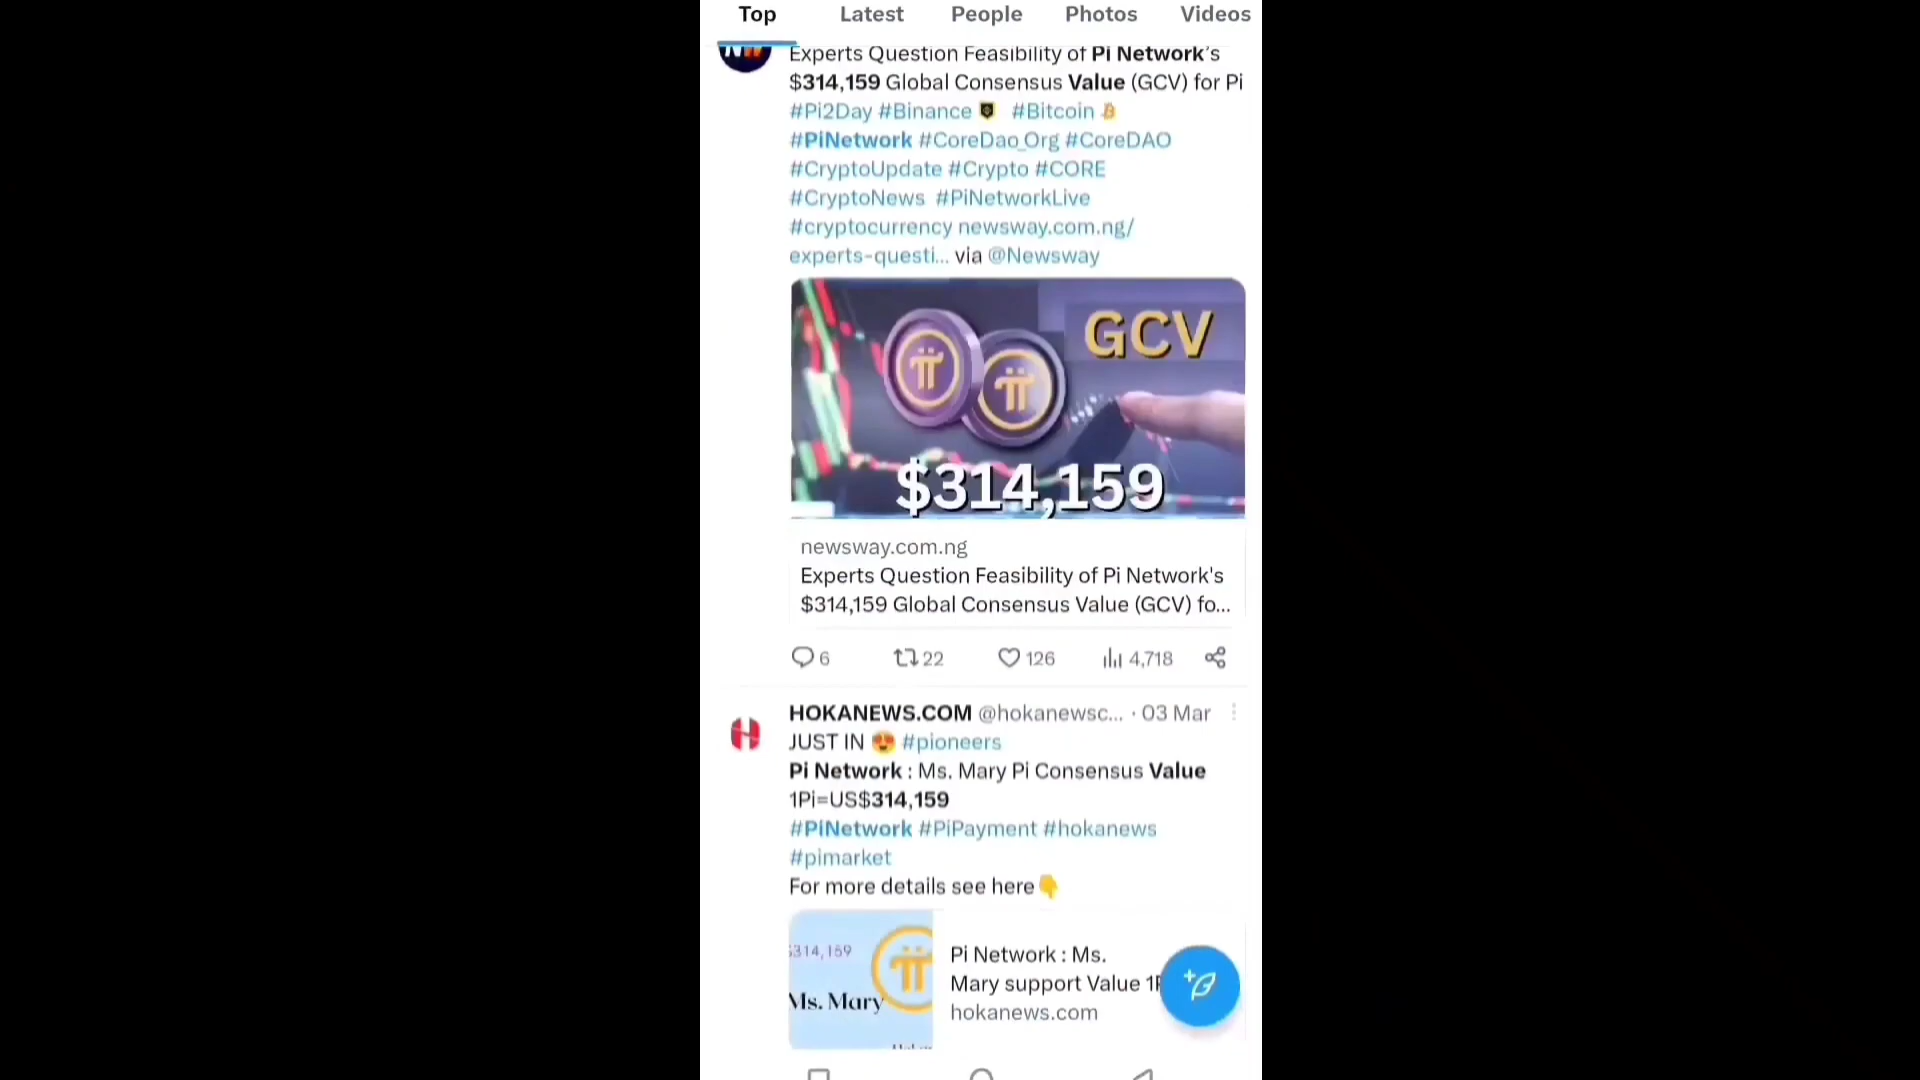 Top Latest People Photos Videos
NW
Experts Question Feasibility of Pi Network's
$314,159 Global Consensus Value (GCV) for Pi
#Pi2Day #Binance #Bitcoin
#PiNetwork #CoreDao_Org #CoreDAO
#CryptoUpdate #Crypto #CORE
#CryptoNews #PiNetworkLive
#cryptocurrency newsway.com.ng/
experts-questi... via @Newsway
GCV
$314,159
newsway.com.ng
Experts Question Feasibility of Pi Network's
$314,159 Global Consensus Value (GCV) fo...
6 22 126 4,718
HOKANEWS.COM @hokanewsc... · 03 Mar
JUST IN 😍 #pioneers
Pi Network : Ms. Mary Pi Consensus Value
1Pi=US$314,159
#PiNetwork #PiPayment #hokanews
#pimarket
For more details see here👇
$314,159
Ms. Mary
Pi Network : Ms.
Mary support Value 1
hokanews.com